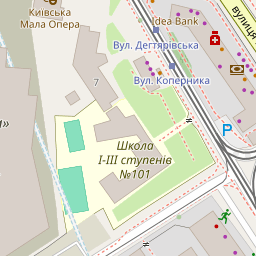 Київська
Мала Опера
Idea Bank
вулиця
Вул. Дегтярівська
7
Вул. Коперника
и»
P
Школа
I-III ступенів
№101